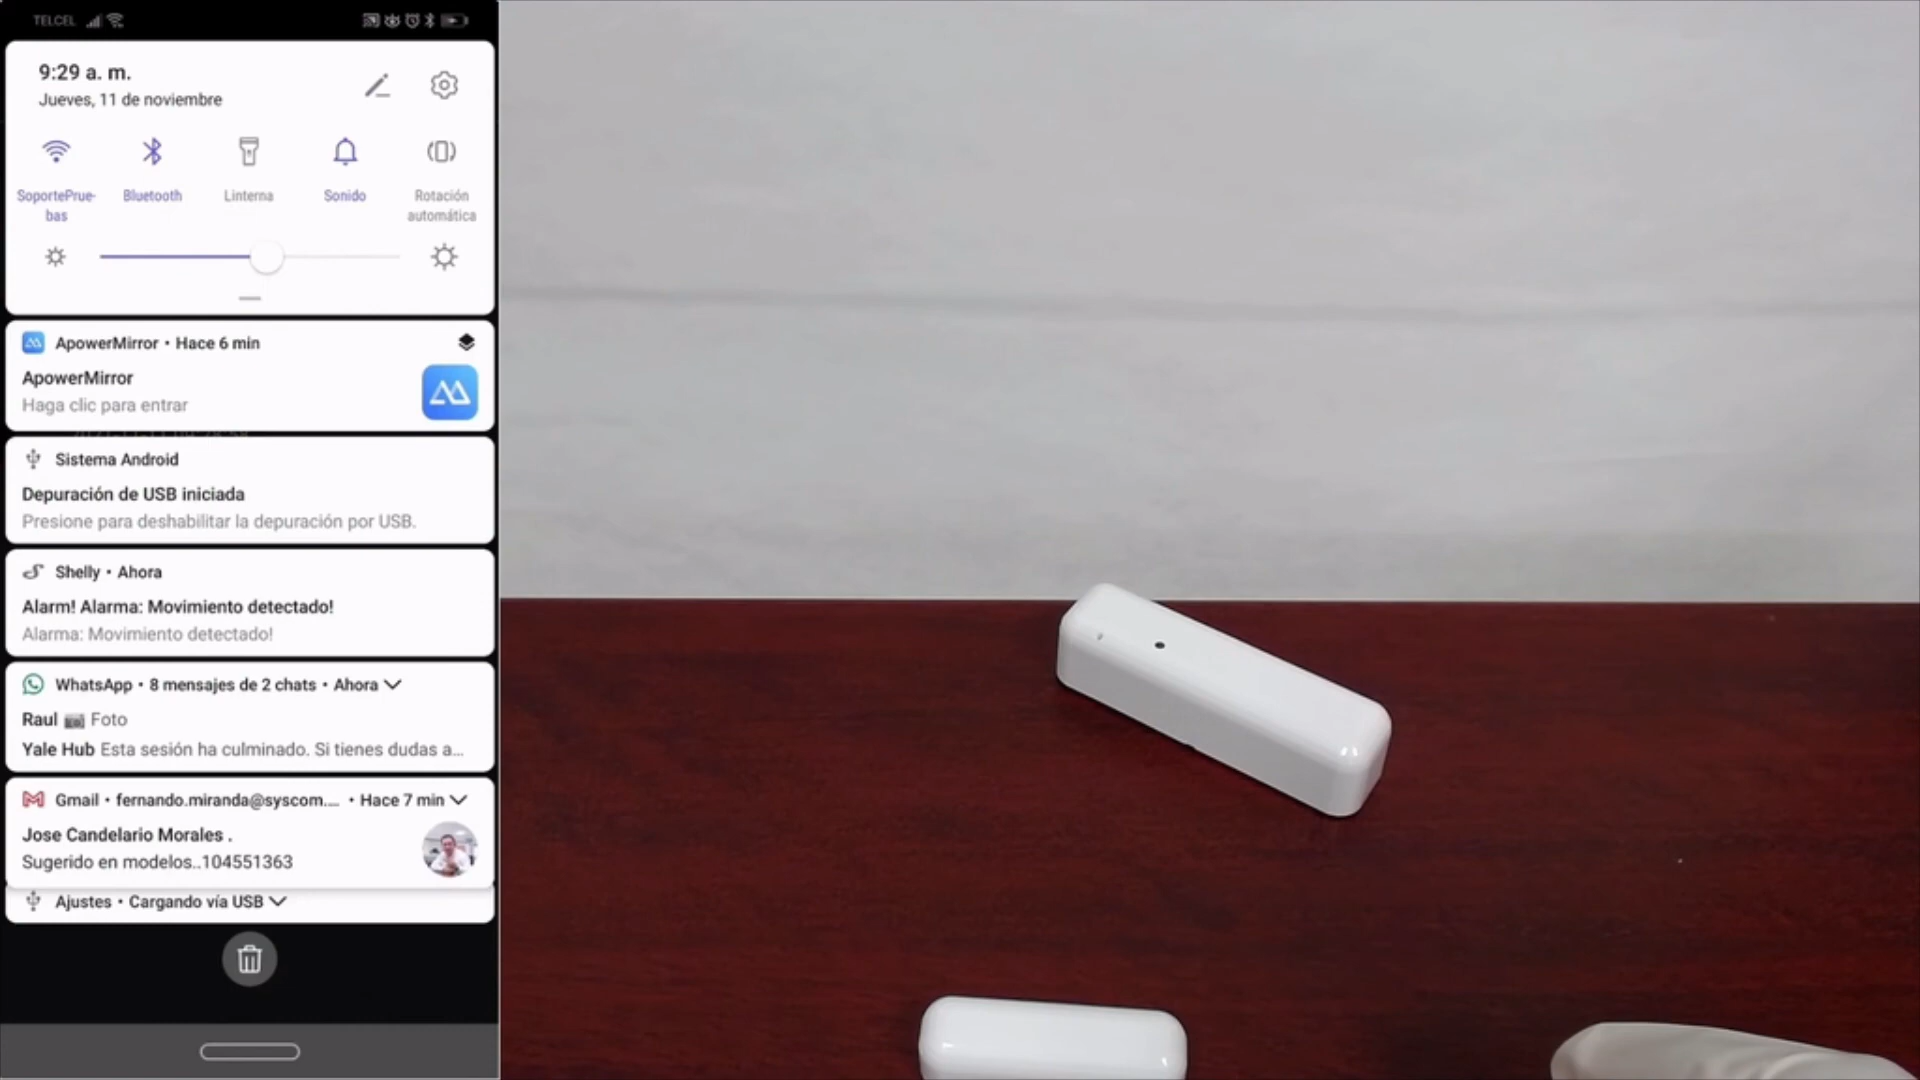 TELCEL
9:29 a. m.
Jueves, 11 de noviembre
SoportePrue-
bas
Bluetooth
Linterna
Sonido
Rotación
automática
ApowerMirror • Hace 6 min
ApowerMirror
Haga clic para entrar
Sistema Android
Depuración de USB iniciada
Presione para deshabilitar la depuración por USB.
Shelly • Ahora
Alarm! Alarma: Movimiento detectado!
Alarma: Movimiento detectado!
WhatsApp • 8 mensajes de 2 chats • Ahora
Raul 📷 Foto
Yale Hub Esta sesión ha culminado. Si tienes dudas a...
Gmail • fernando.miranda@syscom.... • Hace 7 min
Jose Candelario Morales .
Sugerido en modelos..104551363
Ajustes • Cargando vía USB